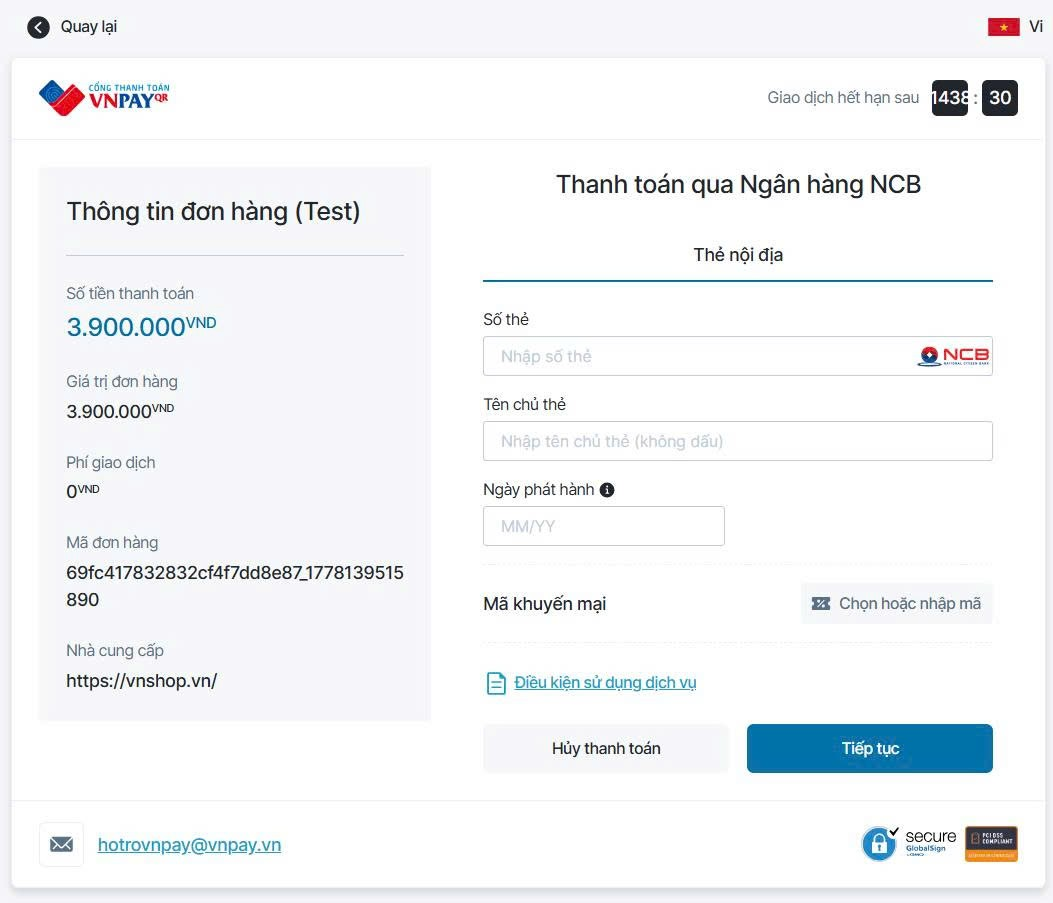 Quay lại
Vi
CỔNG THANH TOÁN
VNPAYQR
Giao dịch hết hạn sau 1438 : 30
Thông tin đơn hàng (Test)
Số tiền thanh toán
3.900.000VND
Giá trị đơn hàng
3.900.000VND
Phí giao dịch
0VND
Mã đơn hàng
69fc417832832cf4f7dd8e87_1778139515
890
Nhà cung cấp
https://vnshop.vn/
Thanh toán qua Ngân hàng NCB
Thẻ nội địa
Số thẻ
Nhập số thẻ
NCB
NATIONAL CITIZEN BANK
Tên chủ thẻ
Nhập tên chủ thẻ (không dấu)
Ngày phát hành
MM/YY
Mã khuyến mại
Chọn hoặc nhập mã
Điều kiện sử dụng dịch vụ
Hủy thanh toán
Tiếp tục
hotrovnpay@vnpay.vn
secure
GlobalSign
PCI DSS
COMPLIANT